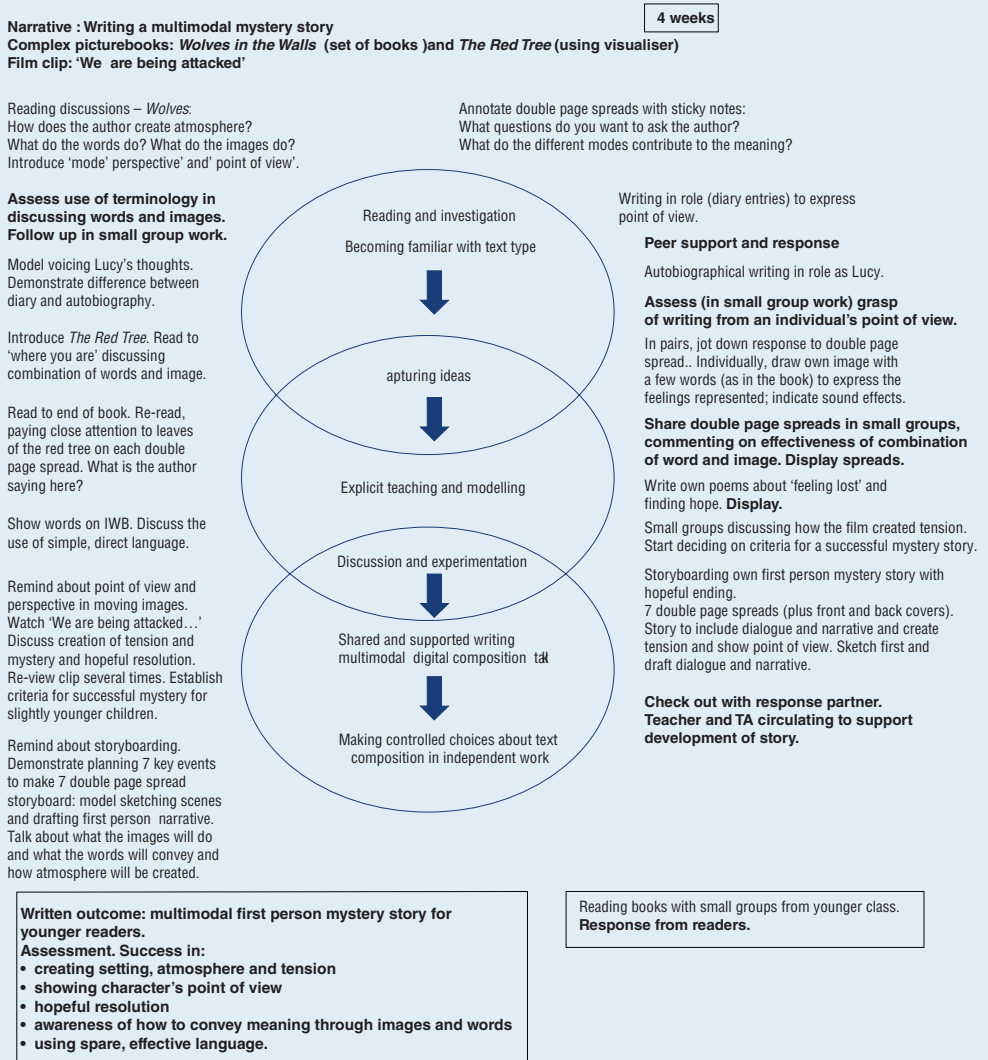 4 weeks
Narrative : Writing a multimodal mystery story
Complex picturebooks: Wolves in the Walls (set of books )and The Red Tree (using visualiser)
Film clip: ‘We are being attacked’
Reading discussions – Wolves:
How does the author create atmosphere?
What do the words do? What do the images do?
Introduce ‘mode’ perspective’ and’ point of view’.
Assess use of terminology in
discussing words and images.
Follow up in small group work.
Model voicing Lucy’s thoughts.
Demonstrate difference between
diary and autobiography.
Introduce The Red Tree. Read to
‘where you are’ discussing
combination of words and image.
Read to end of book. Re-read,
paying close attention to leaves
of the red tree on each double
page spread. What is the author
saying here?
Show words on IWB. Discuss the
use of simple, direct language.
Remind about point of view and
perspective in moving images.
Watch ‘We are being attacked…’
Discuss creation of tension and
mystery and hopeful resolution.
Re-view clip several times. Establish
criteria for successful mystery for
slightly younger children.
Remind about storyboarding.
Demonstrate planning 7 key events
to make 7 double page spread
storyboard: model sketching scenes
and drafting first person narrative.
Talk about what the images will do
and what the words will convey and
how atmosphere will be created.
Reading and investigation
Becoming familiar with text type
apturing ideas
Explicit teaching and modelling
Discussion and experimentation
Shared and supported writing
multimodal digital composition
Making controlled choices about text
composition in independent work
Annotate double page spreads with sticky notes:
What questions do you want to ask the author?
What do the different modes contribute to the meaning?
Writing in role (diary entries) to express
point of view.
Peer support and response
Autobiographical writing in role as Lucy.
Assess (in small group work) grasp
of writing from an individual’s point of view.
In pairs, jot down response to double page
spread.. Individually, draw own image with
a few words (as in the book) to express the
feelings represented; indicate sound effects.
Share double page spreads in small groups,
commenting on effectiveness of combination
of word and image. Display spreads.
Write own poems about ‘feeling lost’ and
finding hope. Display.
Small groups discussing how the film created tension.
Start deciding on criteria for a successful mystery story.
Storyboarding own first person mystery story with
hopeful ending.
7 double page spreads (plus front and back covers).
Story to include dialogue and narrative and create
tension and show point of view. Sketch first and
draft dialogue and narrative.
Check out with response partner.
Teacher and TA circulating to support
development of story.
Written outcome: multimodal first person mystery story for
younger readers.
Assessment. Success in:
• creating setting, atmosphere and tension
• showing character’s point of view
• hopeful resolution
• awareness of how to convey meaning through images and words
• using spare, effective language.
Reading books with small groups from younger class.
Response from readers.